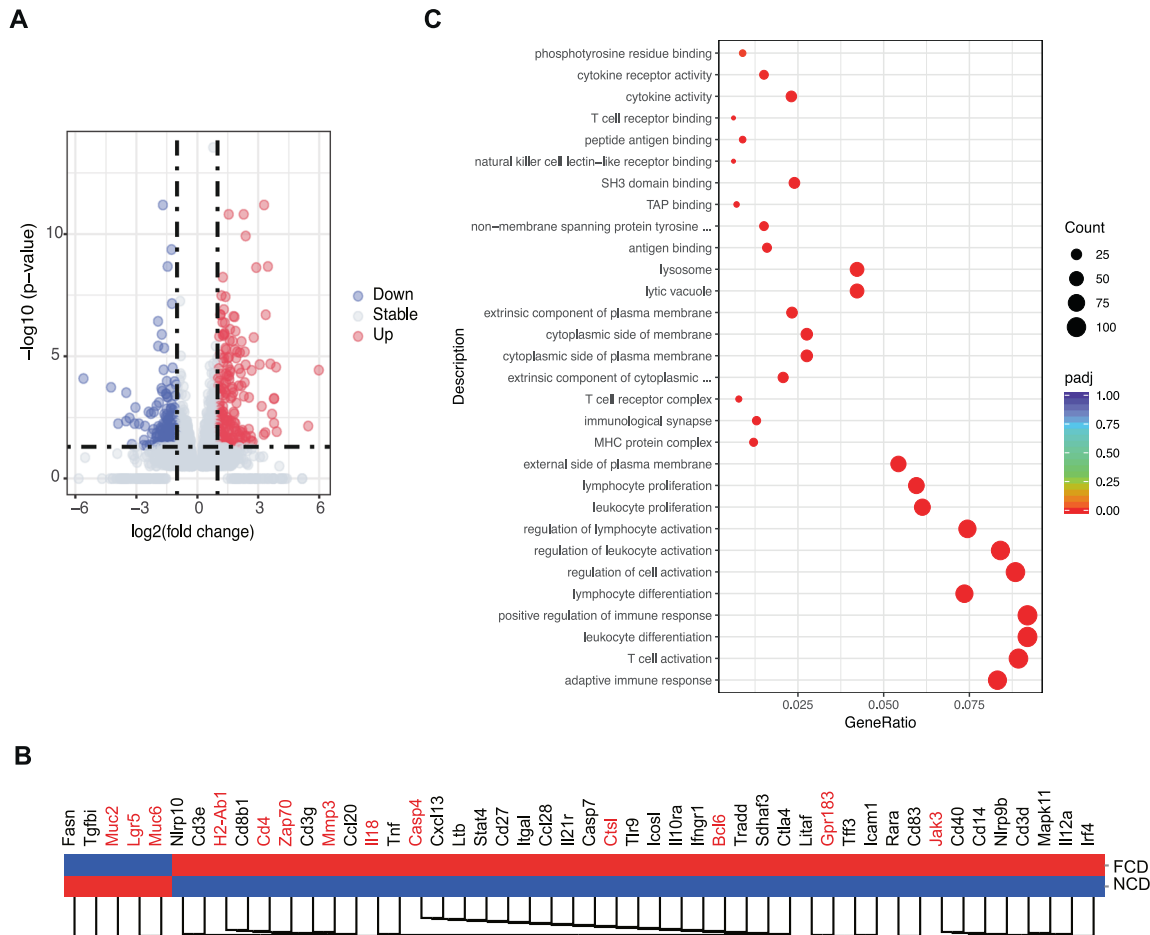 A
−log10 (p−value)
10
5
0
−6
−3
0
3
6
log2(fold change)
Down
Stable
Up
C
Description
phosphotyrosine residue binding
cytokine receptor activity
cytokine activity
T cell receptor binding
peptide antigen binding
natural killer cell lectin−like receptor binding
SH3 domain binding
TAP binding
non−membrane spanning protein tyrosine ...
antigen binding
lysosome
lytic vacuole
extrinsic component of plasma membrane
cytoplasmic side of membrane
cytoplasmic side of plasma membrane
extrinsic component of cytoplasmic ...
T cell receptor complex
immunological synapse
MHC protein complex
external side of plasma membrane
lymphocyte proliferation
leukocyte proliferation
regulation of lymphocyte activation
regulation of leukocyte activation
regulation of cell activation
lymphocyte differentiation
positive regulation of immune response
leukocyte differentiation
T cell activation
adaptive immune response
0.025
0.050
0.075
GeneRatio
Count
25
50
75
100
padj
1.00
0.75
0.50
0.25
0.00
B
Fasn
Tgfbi
Muc2
Lgr5
Muc6
Nlrp10
Cd3e
H2-Ab1
Cd8b1
Cd4
Zap70
Cd3g
Mmp3
Ccl20
Il18
Tnf
Casp4
Cxcl13
Ltb
Stat4
Cd27
Ccl28
Il21r
Casp7
Ctsl
Tlr9
Icosl
Il10ra
Ifngr1
Bcl6
Tradd
Sdhaf3
Ctla4
Litaf
Gpr183
Tff3
Icam1
Rara
Cd83
Jak3
Cd40
Cd14
Nlrp9b
Cd3d
Mapk11
Il12a
Irf4
FCD
NCD